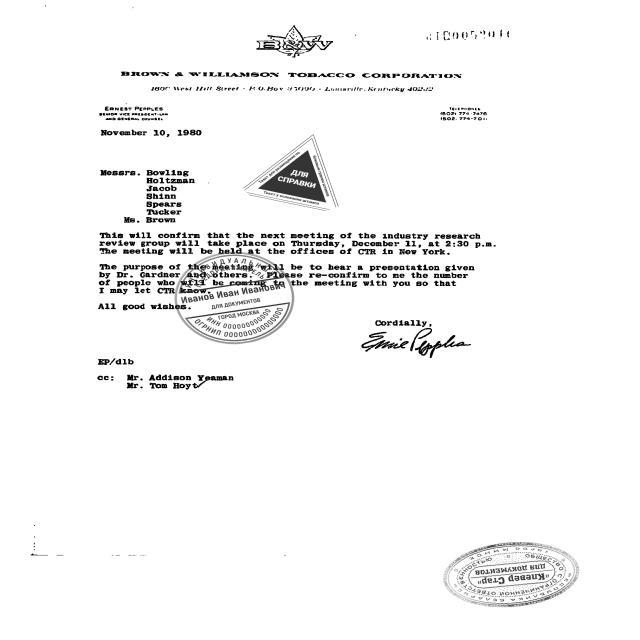 B&W
BROWN & WILLIAMSON TOBACCO CORPORATION
1600 West Hill Street · P.O. Box 35090 · Louisville, Kentucky 40232
ERNEST PEPPLES
SENIOR VICE PRESIDENT-LAW
AND GENERAL COUNSEL
TELEPHONES
(502) 774-7676
November 10, 1980
Messrs. Bowling
Holtzman
Jacob
Shinn
Spears
Tucker
Ms. Brown
ДЛЯ
СПРАВКИ
This will confirm that the next meeting of the industry research
review group will take place on Thursday, December 11, at 2:30 p.m.
The meeting will be held at the offices of CTR in New York.
The purpose of the meeting will be to hear a presentation given
by Dr. Gardner and others. Please re-confirm to me the number
of people who will be coming to the meeting with you so that
I may let CTR know.
All good wishes.
Иванов Иван Иванович
ДЛЯ ДОКУМЕНТОВ
ГОРОД МОСКВА
ИНН 000000000000
ОГРНИП 000000000000000
Cordially,
Ernie Pepples
EP/dlb
cc: Mr. Addison Yeaman
Mr. Tom Hoyt
"Клевер Стар"
ДЛЯ ДОКУМЕНТОВ